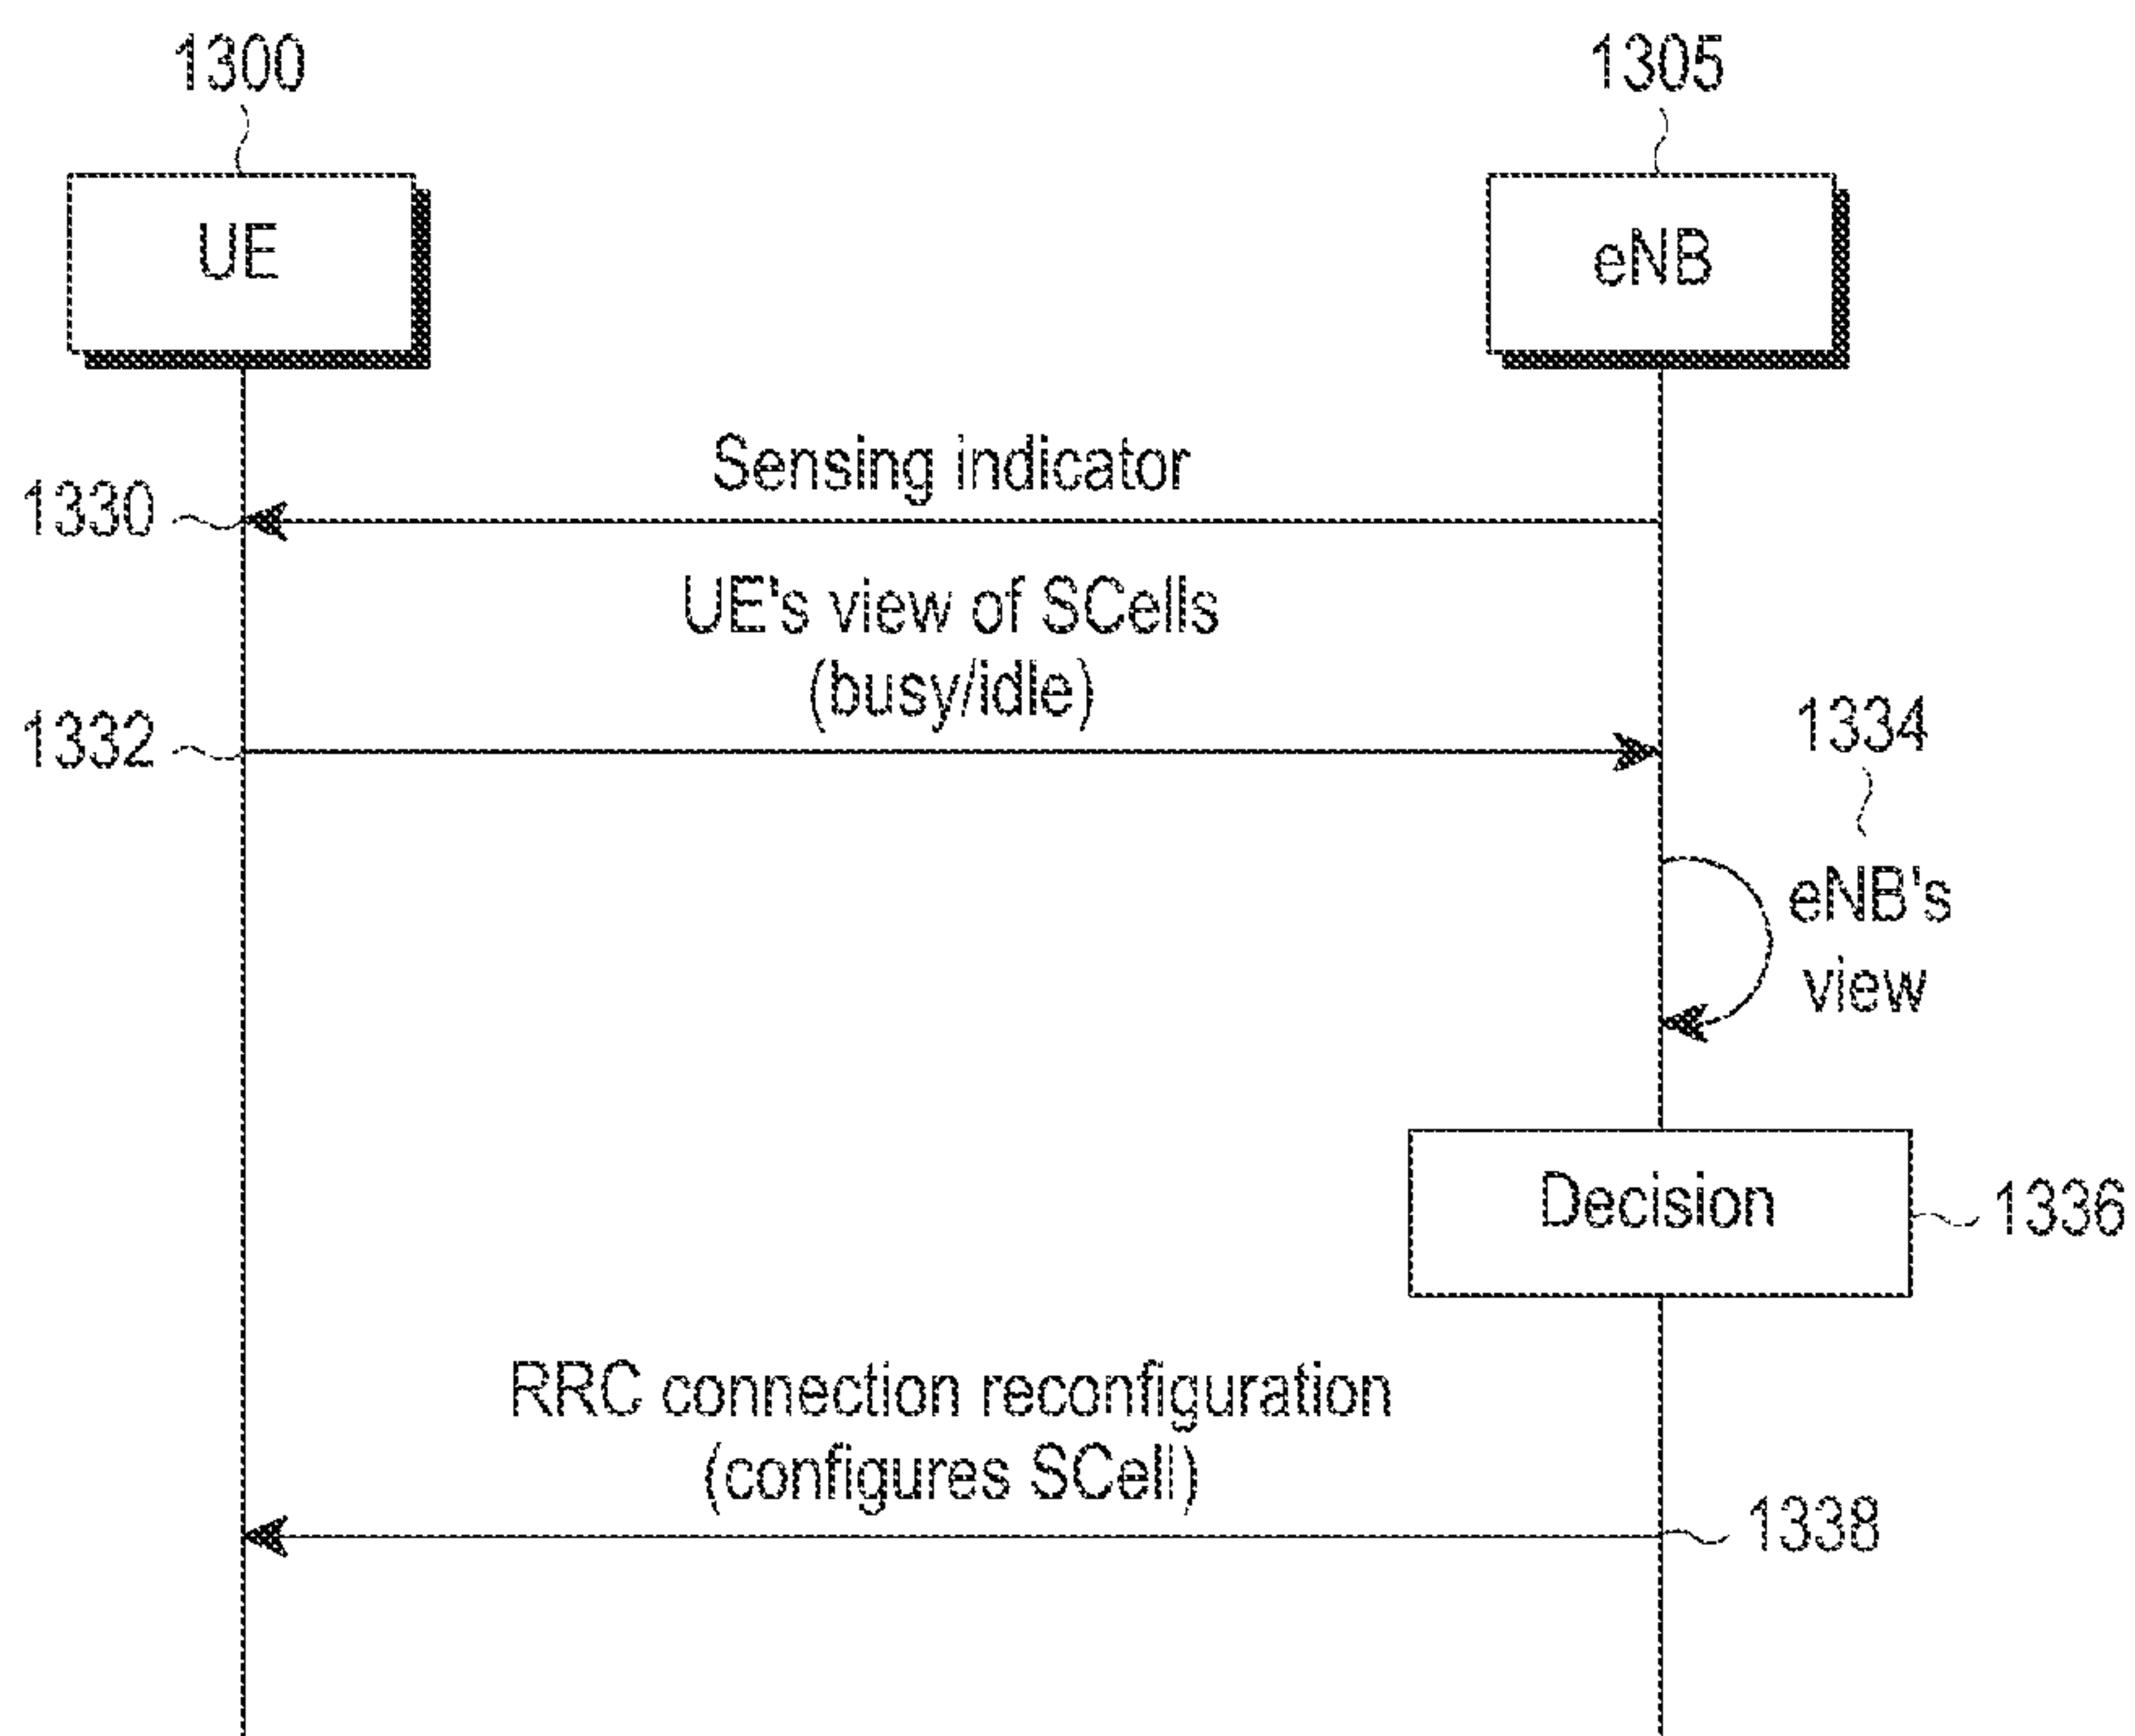 1300
1305
UE
eNB
Sensing indicator
1330
UE's view of SCells
(busy/idle)
1332
1334
eNB's
view
Decision
1336
RRC connection reconfiguration
(configures SCell)
1338